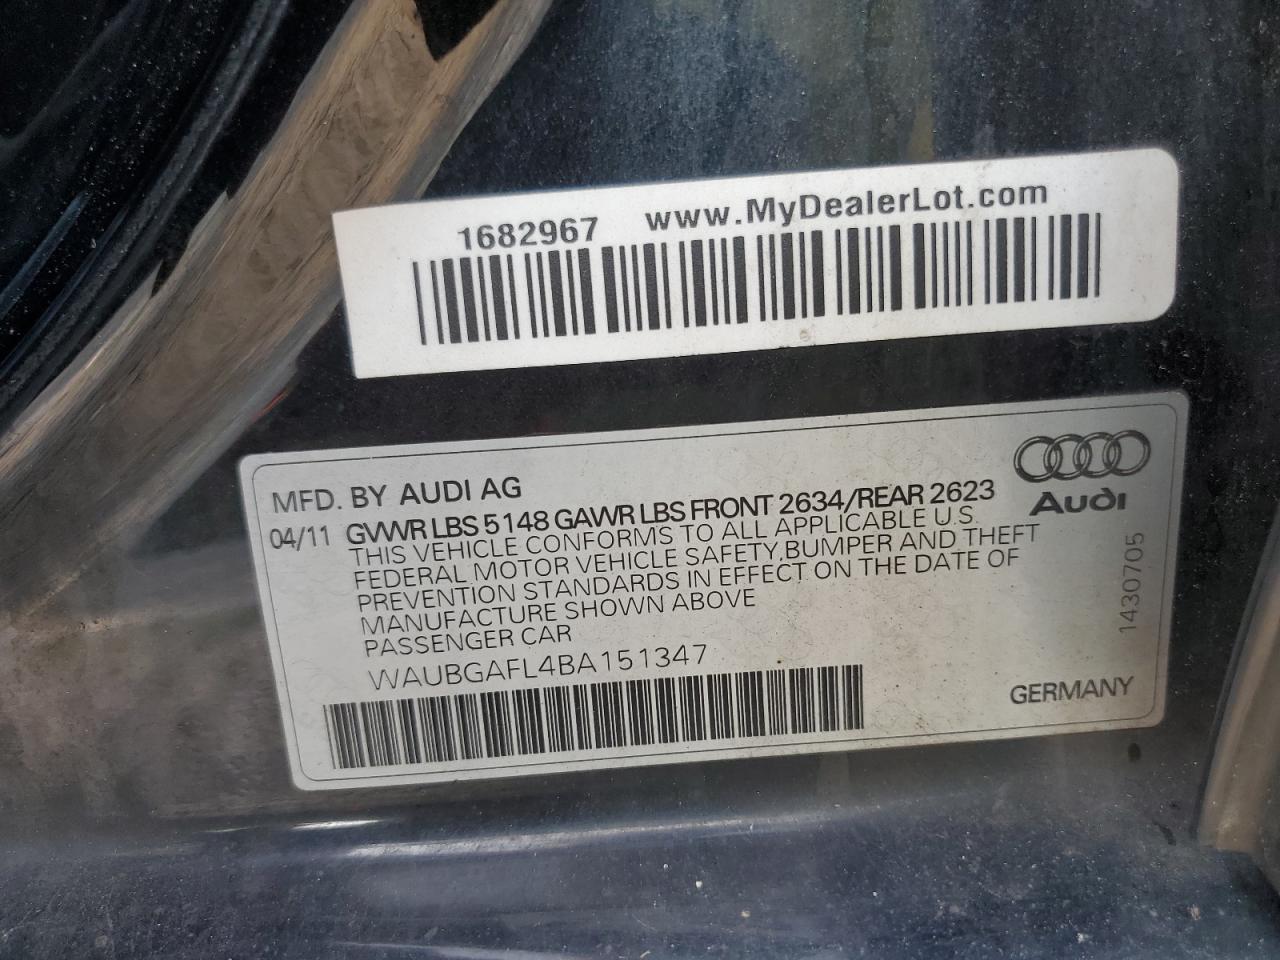 1682967 www.MyDealerLot.com
MFD. BY AUDI AG
Audi
04/11 GVWR LBS 5148 GAWR LBS FRONT 2634/REAR 2623
THIS VEHICLE CONFORMS TO ALL APPLICABLE U.S.
FEDERAL MOTOR VEHICLE SAFETY,BUMPER AND THEFT
PREVENTION STANDARDS IN EFFECT ON THE DATE OF
MANUFACTURE SHOWN ABOVE
PASSENGER CAR
WAUBGAFL4BA151347
1430705
GERMANY